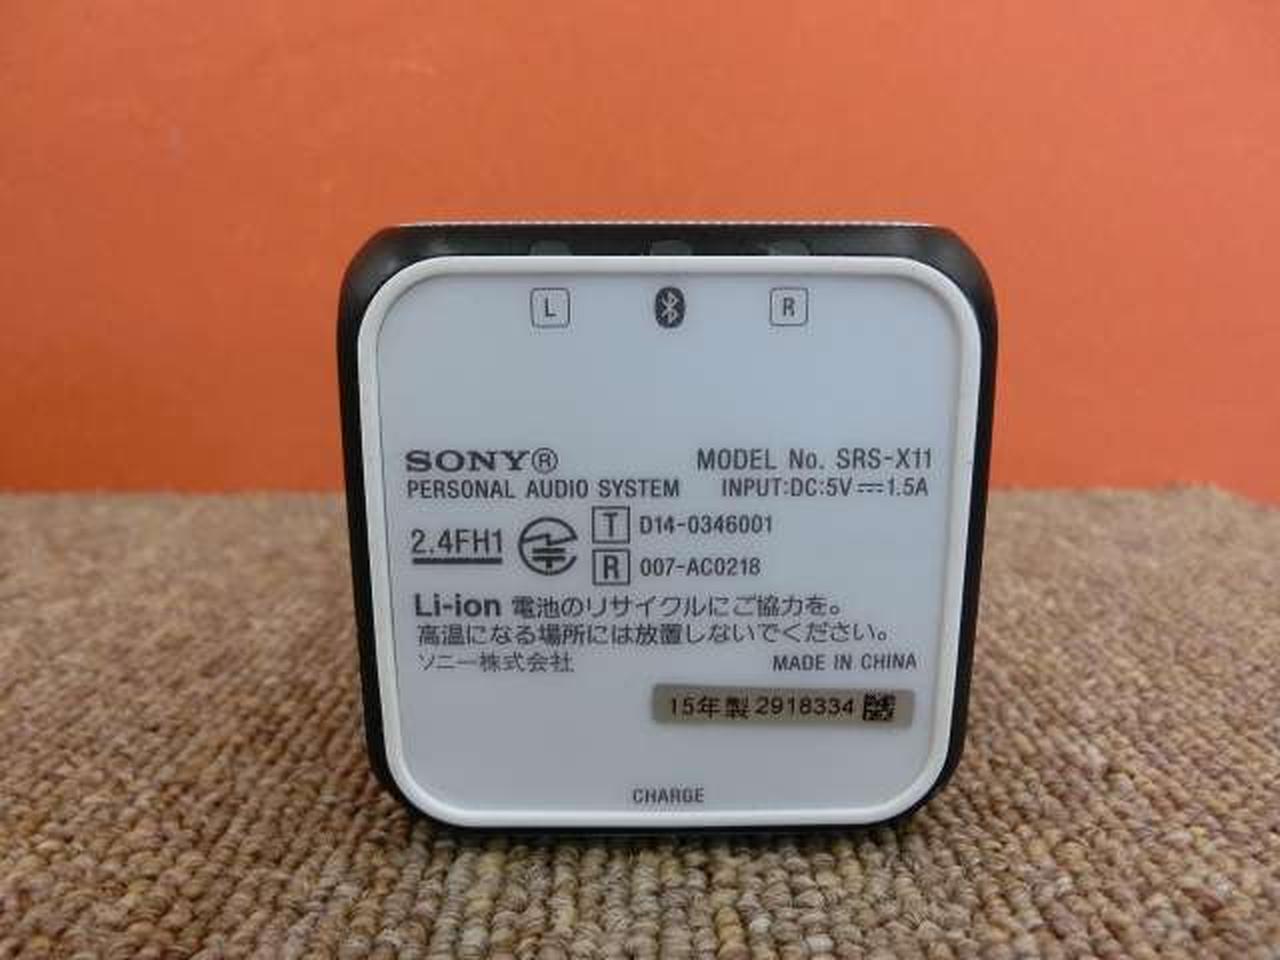 L R
SONY® MODEL No. SRS-X11
PERSONAL AUDIO SYSTEM INPUT:DC:5V⎓1.5A
2.4FH1 T D14-0346001
R 007-AC0218
Li-ion 電池のリサイクルにご協力を。
高温になる場所には放置しないでください。
ソニー株式会社 MADE IN CHINA
15年製 2918334
CHARGE